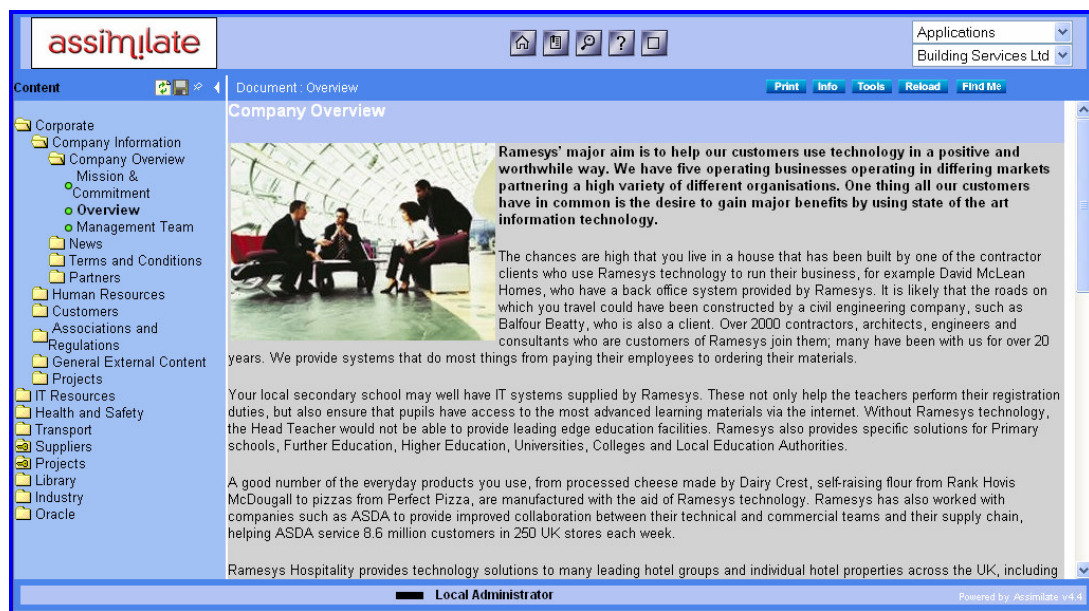 assimilate
Applications
Building Services Ltd
Content
Document : Overview
Print Info Tools Reload Find Me
Corporate
Company Information
Company Overview
Mission &
Commitment
Overview
Management Team
News
Terms and Conditions
Partners
Human Resources
Customers
Associations and
Regulations
General External Content
Projects
IT Resources
Health and Safety
Transport
Suppliers
Projects
Library
Industry
Oracle
Company Overview
Ramesys' major aim is to help our customers use technology in a positive and
worthwhile way. We have five operating businesses operating in differing markets
partnering a high variety of different organisations. One thing all our customers
have in common is the desire to gain major benefits by using state of the art
information technology.
The chances are high that you live in a house that has been built by one of the contractor
clients who use Ramesys technology to run their business, for example David McLean
Homes, who have a back office system provided by Ramesys. It is likely that the roads on
which you travel could have been constructed by a civil engineering company, such as
Balfour Beatty, who is also a client. Over 2000 contractors, architects, engineers and
consultants who are customers of Ramesys join them; many have been with us for over 20
years. We provide systems that do most things from paying their employees to ordering their materials.
Your local secondary school may well have IT systems supplied by Ramesys. These not only help the teachers perform their registration
duties, but also ensure that pupils have access to the most advanced learning materials via the internet. Without Ramesys technology,
the Head Teacher would not be able to provide leading edge education facilities. Ramesys also provides specific solutions for Primary
schools, Further Education, Higher Education, Universities, Colleges and Local Education Authorities.
A good number of the everyday products you use, from processed cheese made by Dairy Crest, self-raising flour from Rank Hovis
McDougall to pizzas from Perfect Pizza, are manufactured with the aid of Ramesys technology. Ramesys has also worked with
companies such as ASDA to provide improved collaboration between their technical and commercial teams and their supply chain,
helping ASDA service 8.6 million customers in 250 UK stores each week.
Ramesys Hospitality provides technology solutions to many leading hotel groups and individual hotel properties across the UK, including
Local Administrator
Powered by Assimilate v4.4